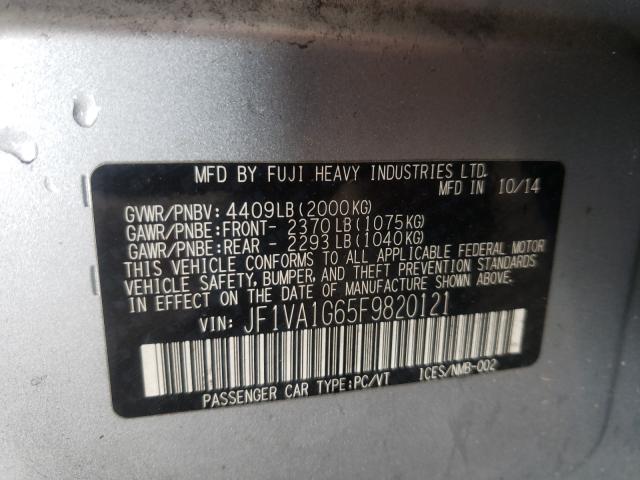 MFD BY FUJI HEAVY INDUSTRIES LTD.
MFD IN 10/14
GVWR/PNBV: 4409LB(2000KG)
GAWR/PNBE:FRONT- 2370LB(1075KG)
GAWR/PNBE:REAR - 2293LB(1040KG)
THIS VEHICLE CONFORMS TO ALL APPLICABLE FEDERAL MOTOR
VEHICLE SAFETY, BUMPER, AND THEFT PREVENTION STANDARDS
IN EFFECT ON THE DATE OF MANUFACTURE SHOWN ABOVE.
VIN: JF1VA1G65F9820121
PASSENGER CAR TYPE:PC/VT ICES/NMB-002